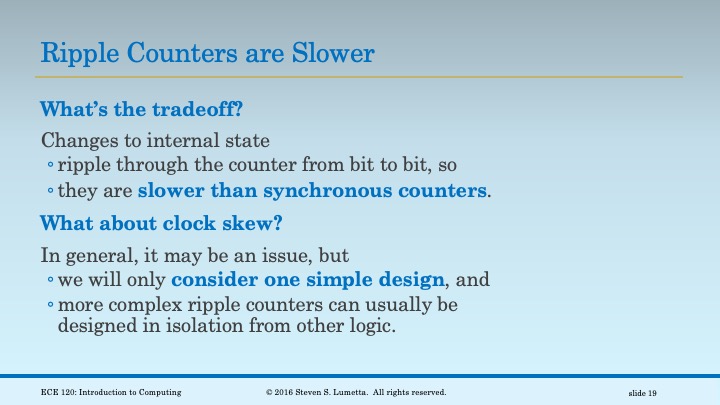 Ripple Counters are Slower
What’s the tradeoff?
Changes to internal state
◦ ripple through the counter from bit to bit, so
◦ they are slower than synchronous counters.
What about clock skew?
In general, it may be an issue, but
◦ we will only consider one simple design, and
◦ more complex ripple counters can usually be
designed in isolation from other logic.
ECE 120: Introduction to Computing © 2016 Steven S. Lumetta. All rights reserved. slide 19